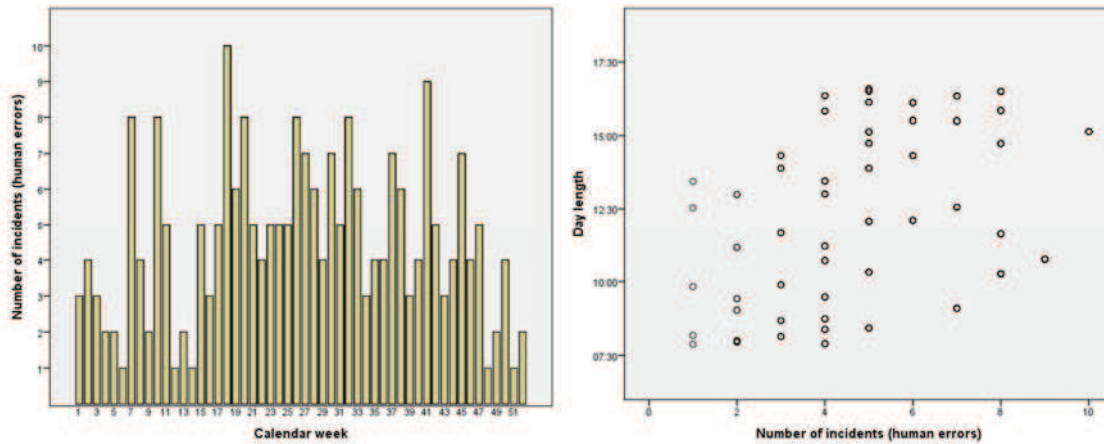 Number of incidents (human errors)
10
9
8
7
6
5
4
3
2
1
1 3 5 7 9 11 13 15 17 19 21 23 25 27 29 31 33 35 37 39 41 43 45 47 49 51
Calendar week
Day length
17:30
15:00
12:30
10:00
07:30
0 2 4 6 8 10
Number of incidents (human errors)